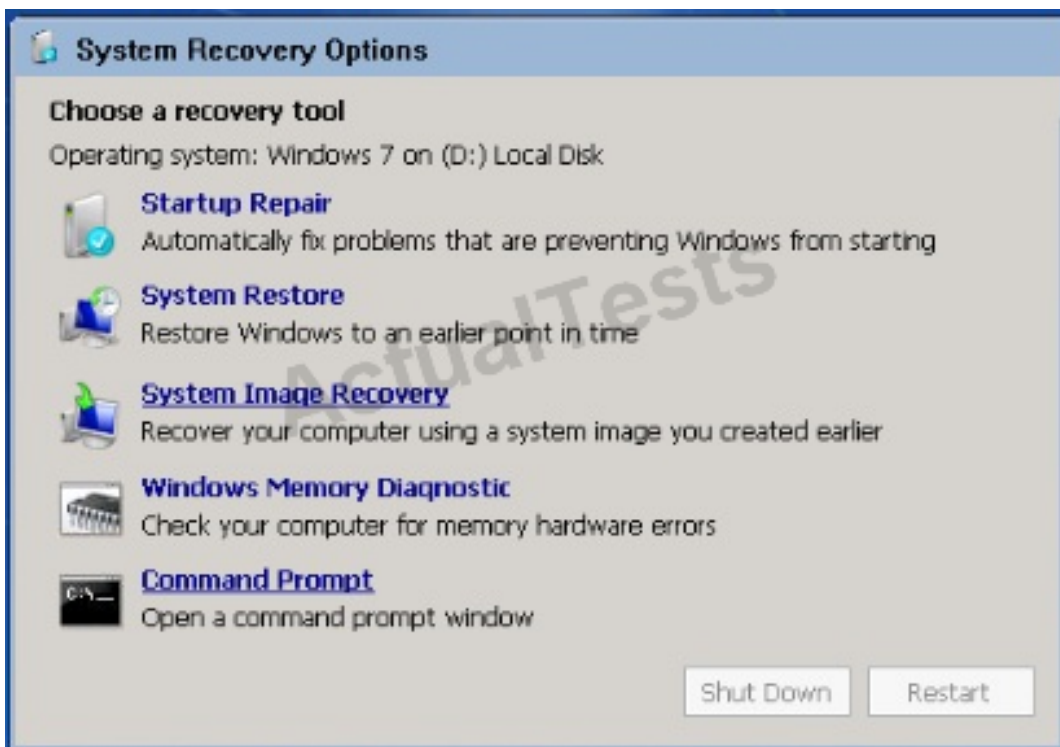 System Recovery Options
Choose a recovery tool
Operating system: Windows 7 on (D:) Local Disk
Startup Repair
Automatically fix problems that are preventing Windows from starting
System Restore
Restore Windows to an earlier point in time
ActualTests
System Image Recovery
Recover your computer using a system image you created earlier
Windows Memory Diagnostic
Check your computer for memory hardware errors
C:\_
Command Prompt
Open a command prompt window
Shut Down
Restart